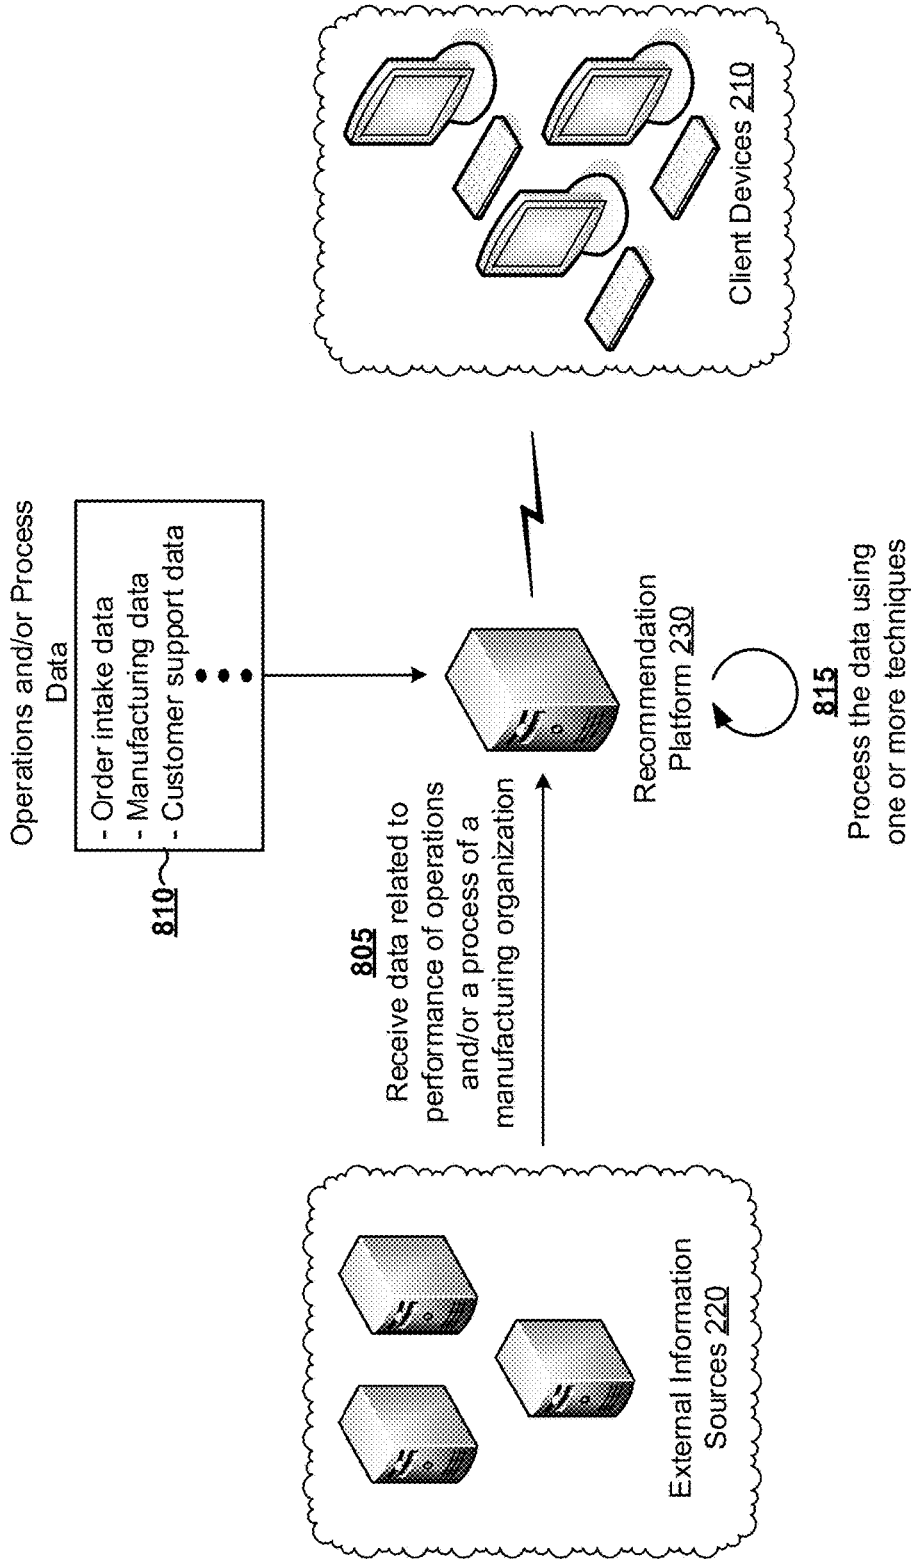 Operations and/or Process
Data
- Order intake data
- Manufacturing data
- Customer support data
810
805
Receive data related to
performance of operations
and/or a process of a
manufacturing organization
External Information
Sources 220
Recommendation
Platform 230
815
Process the data using
one or more techniques
Client Devices 210